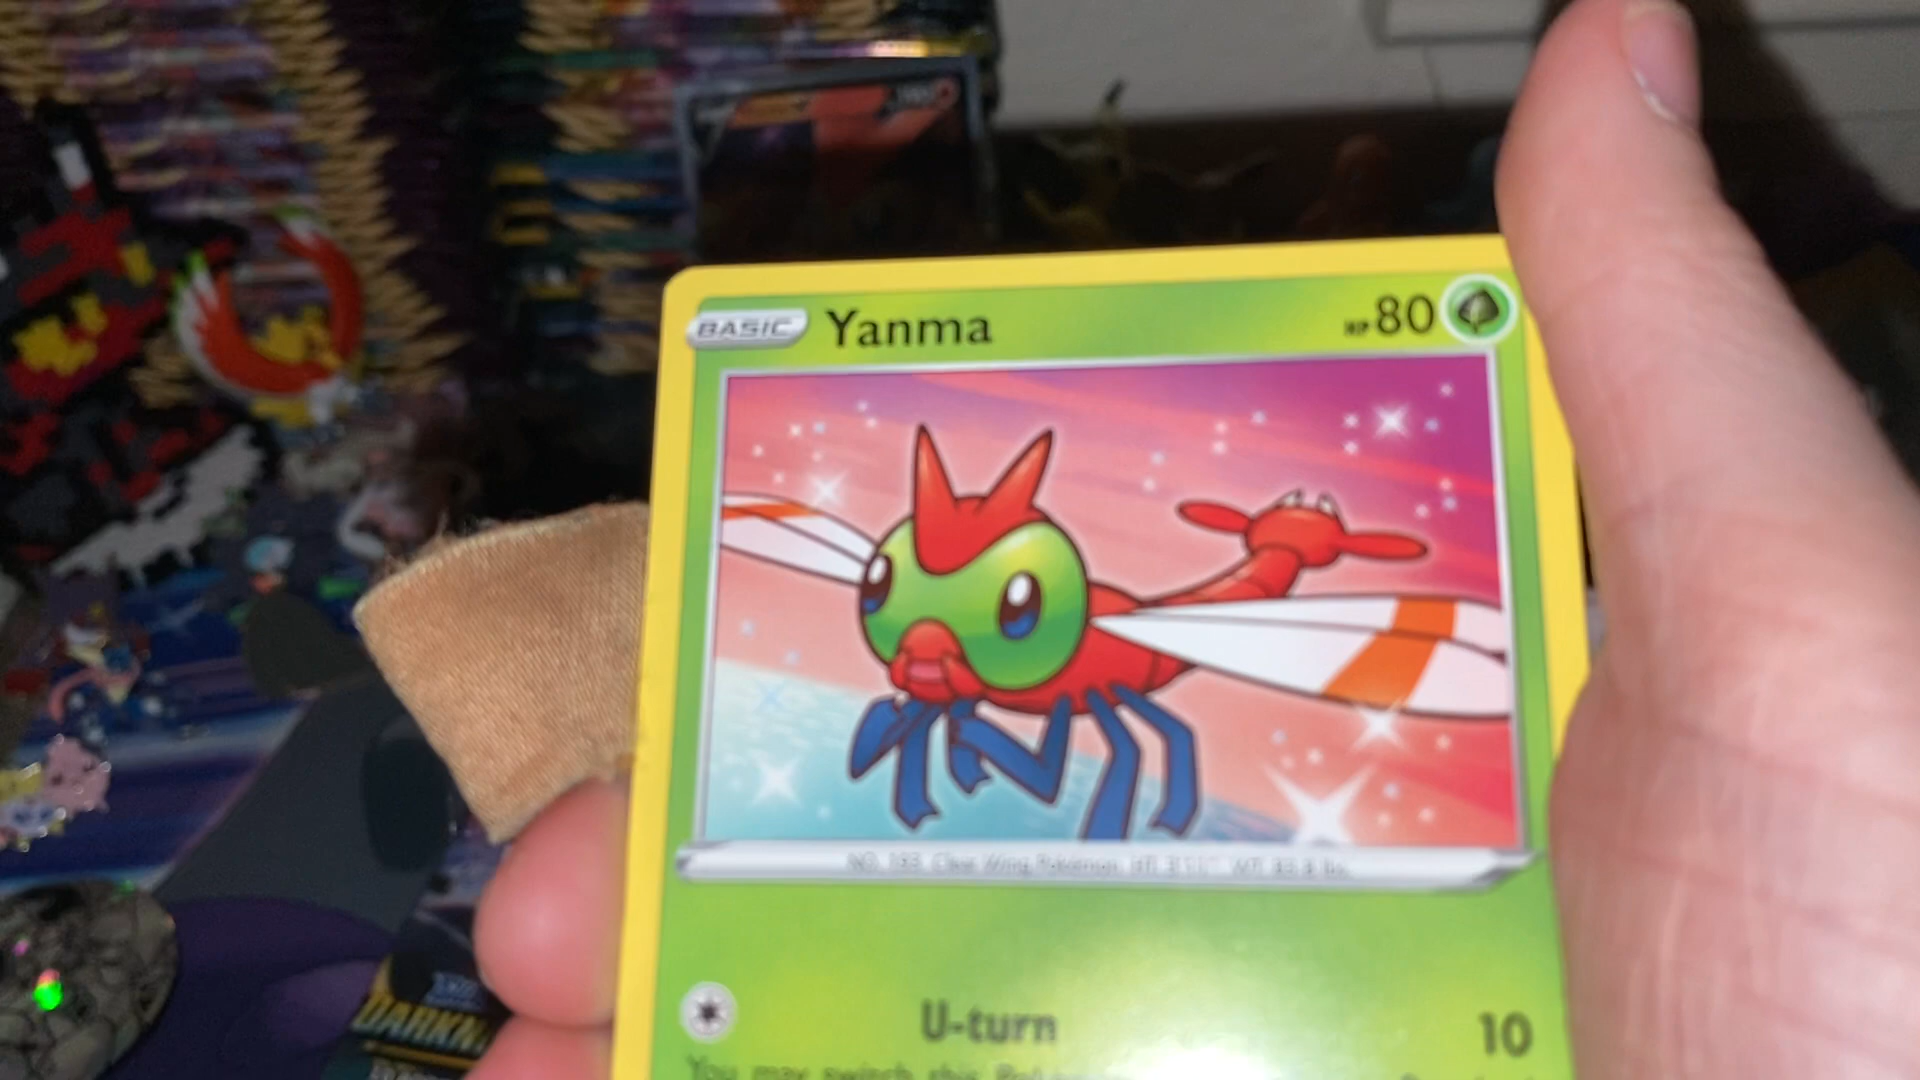 BASIC Yanma HP 80
NO. 193 Clear Wing Pokémon HT: 3'11" WT: 83.8 lbs.
U-turn 10
You may switch this
DARKN